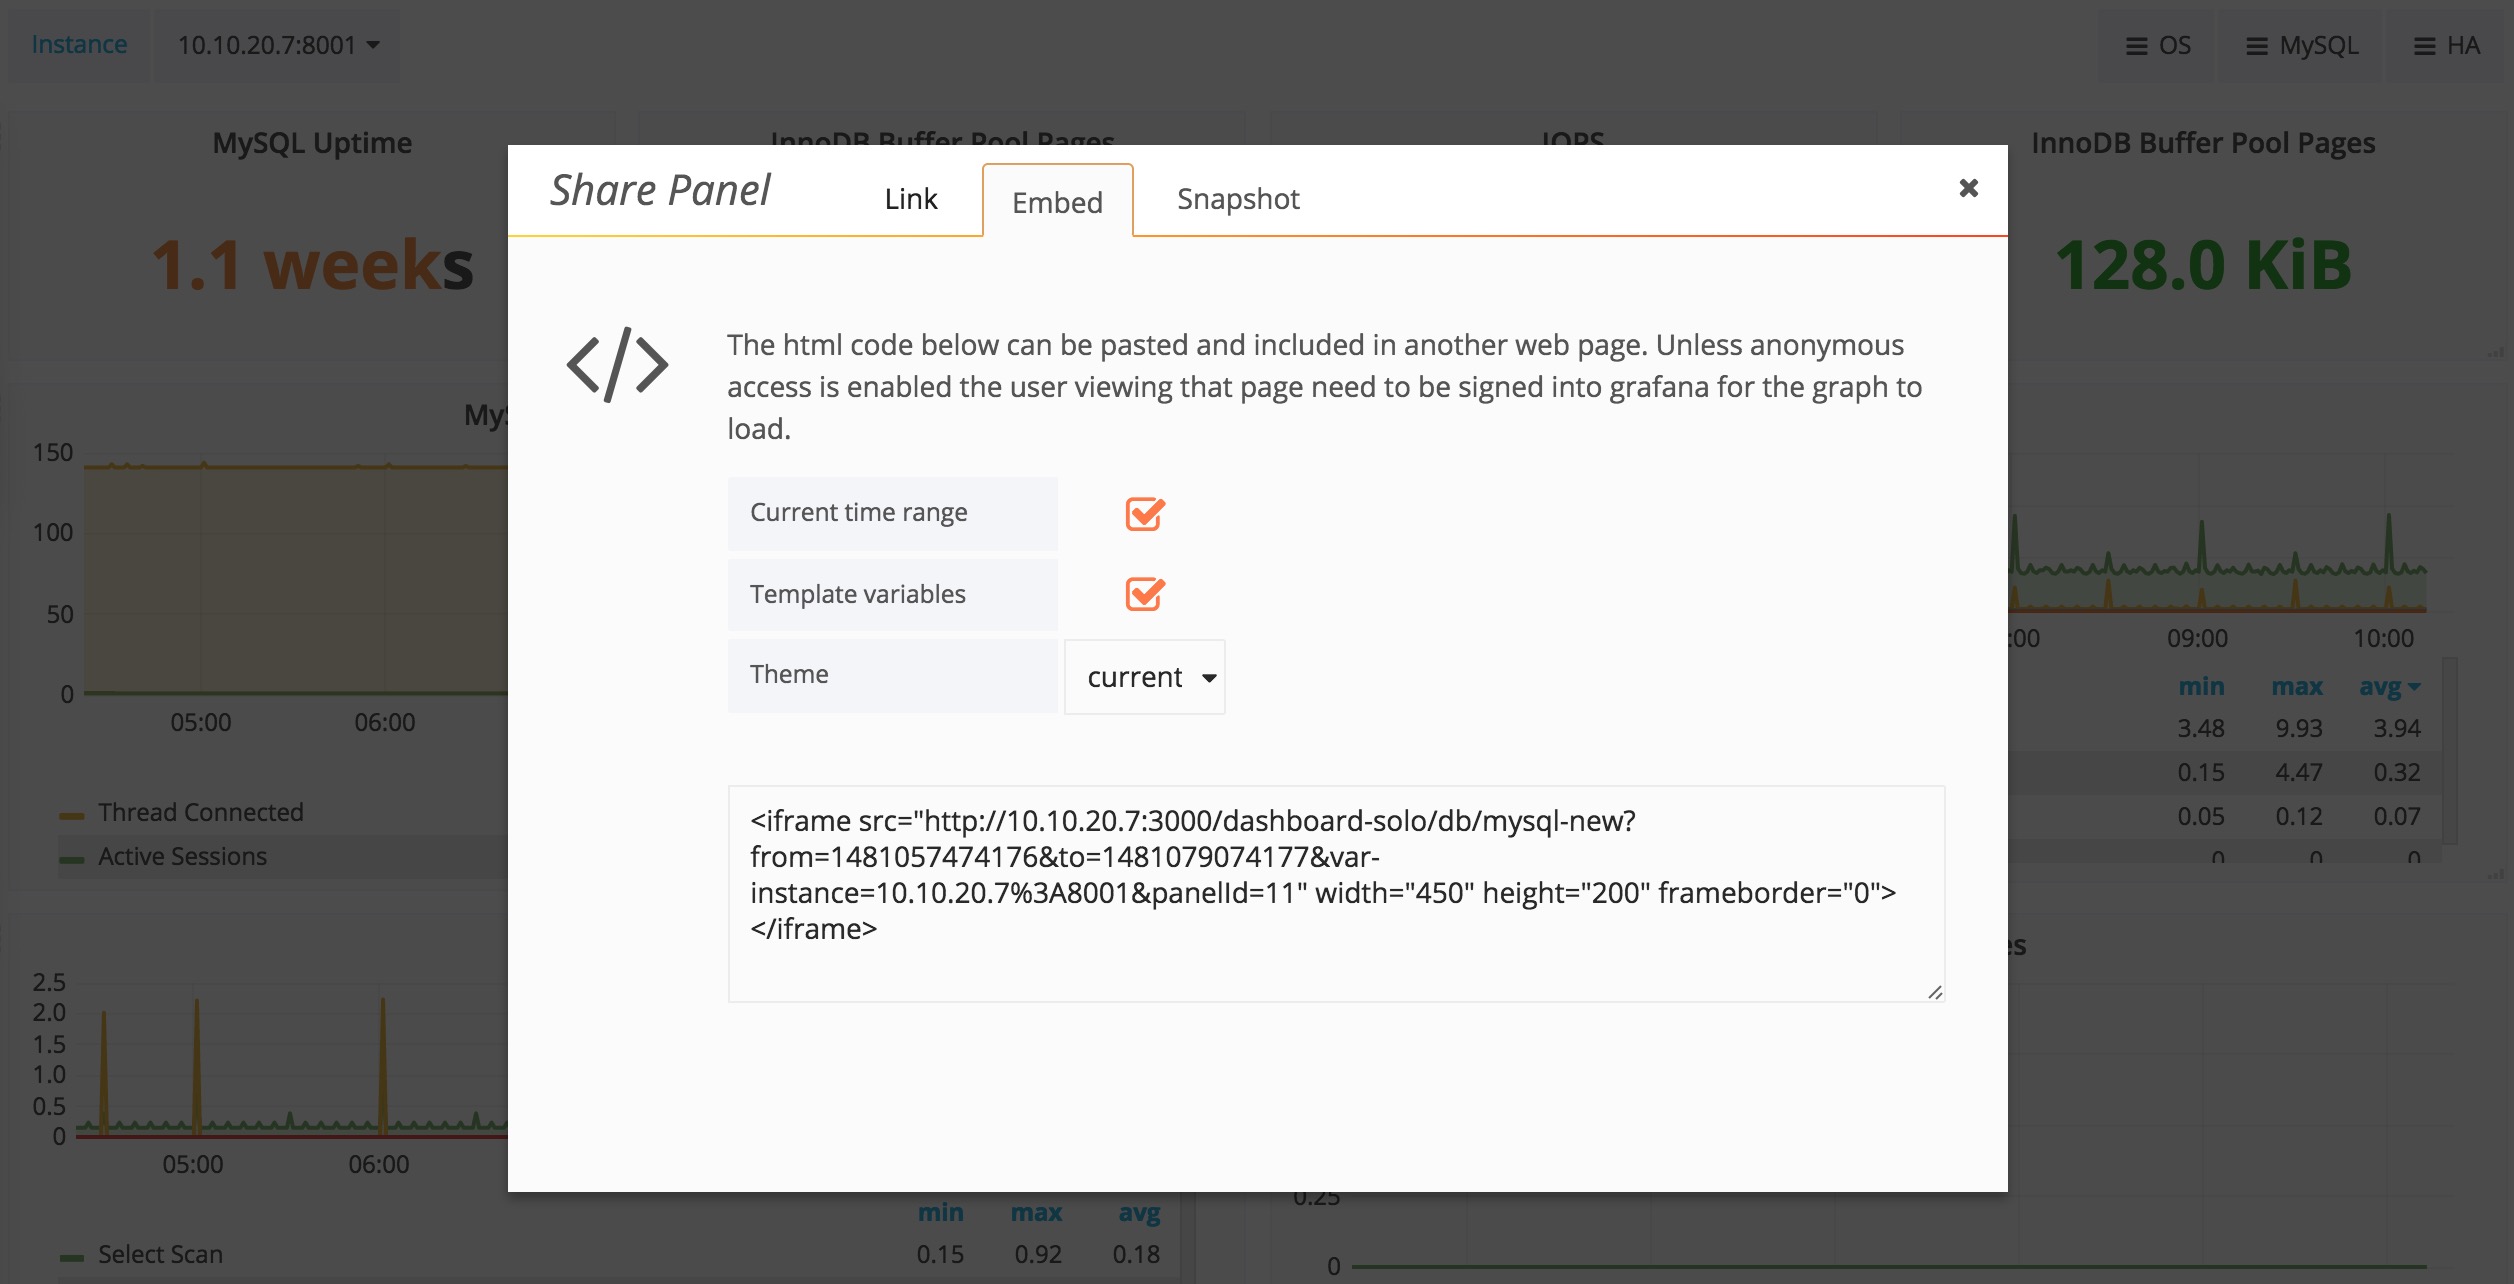 Instance
10.10.20.7:8001
OS
MySQL
HA
MySQL Uptime
InnoDB Buffer Pool Pages
IOPS
InnoDB Buffer Pool Pages
1.1 weeks
128.0 KiB
Share Panel
Link
Embed
Snapshot
The html code below can be pasted and included in another web page. Unless anonymous
access is enabled the user viewing that page need to be signed into grafana for the graph to
load.
Current time range
Template variables
Theme
current
<iframe src="http://10.10.20.7:3000/dashboard-solo/db/mysql-new?
from=1481057474176&to=1481079074177&var-
instance=10.10.20.7%3A8001&panelId=11" width="450" height="200" frameborder="0">
</iframe>
150
100
50
0
05:00
06:00
Thread Connected
Active Sessions
:00
09:00
10:00
min max avg
3.48 9.93 3.94
0.15 4.47 0.32
0.05 0.12 0.07
0 0 0
2.5
2.0
1.5
1.0
0.5
0
05:00
06:00
min max avg
Select Scan 0.15 0.92 0.18
0.25
0